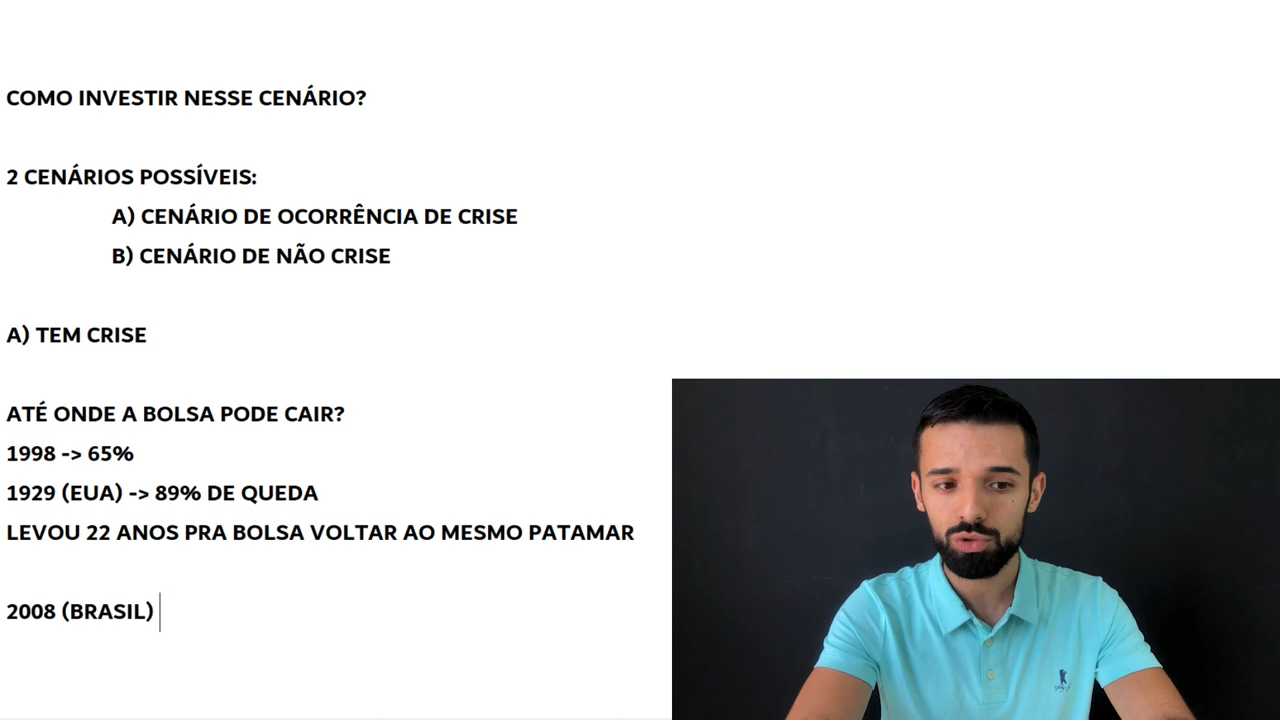 COMO INVESTIR NESSE CENÁRIO?
2 CENÁRIOS POSSÍVEIS:
A) CENÁRIO DE OCORRÊNCIA DE CRISE
B) CENÁRIO DE NÃO CRISE
A) TEM CRISE
ATÉ ONDE A BOLSA PODE CAIR?
1998 -> 65%
1929 (EUA) -> 89% DE QUEDA
LEVOU 22 ANOS PRA BOLSA VOLTAR AO MESMO PATAMAR
2008 (BRASIL)